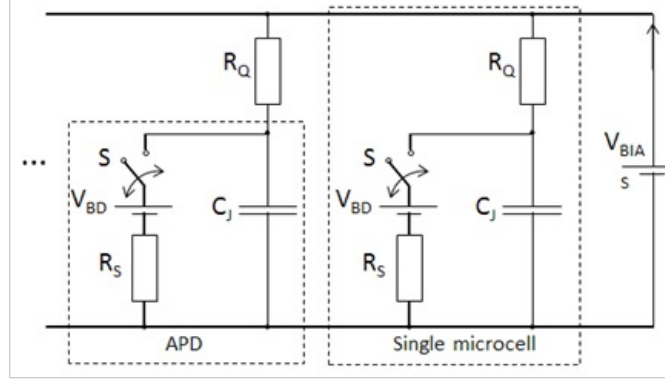 R_Q R_Q
... S S V_BIAS
V_BD C_J V_BD C_J
R_S R_S
APD Single microcell